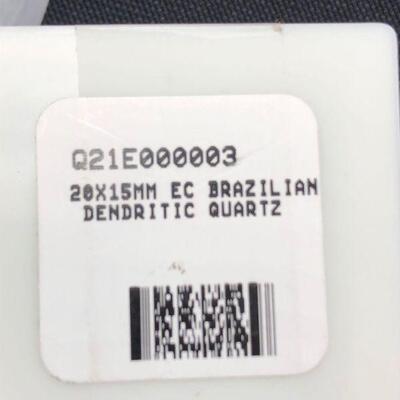 Q21E000003
20X15MM EC BRAZILIAN
DENDRITIC QUARTZ